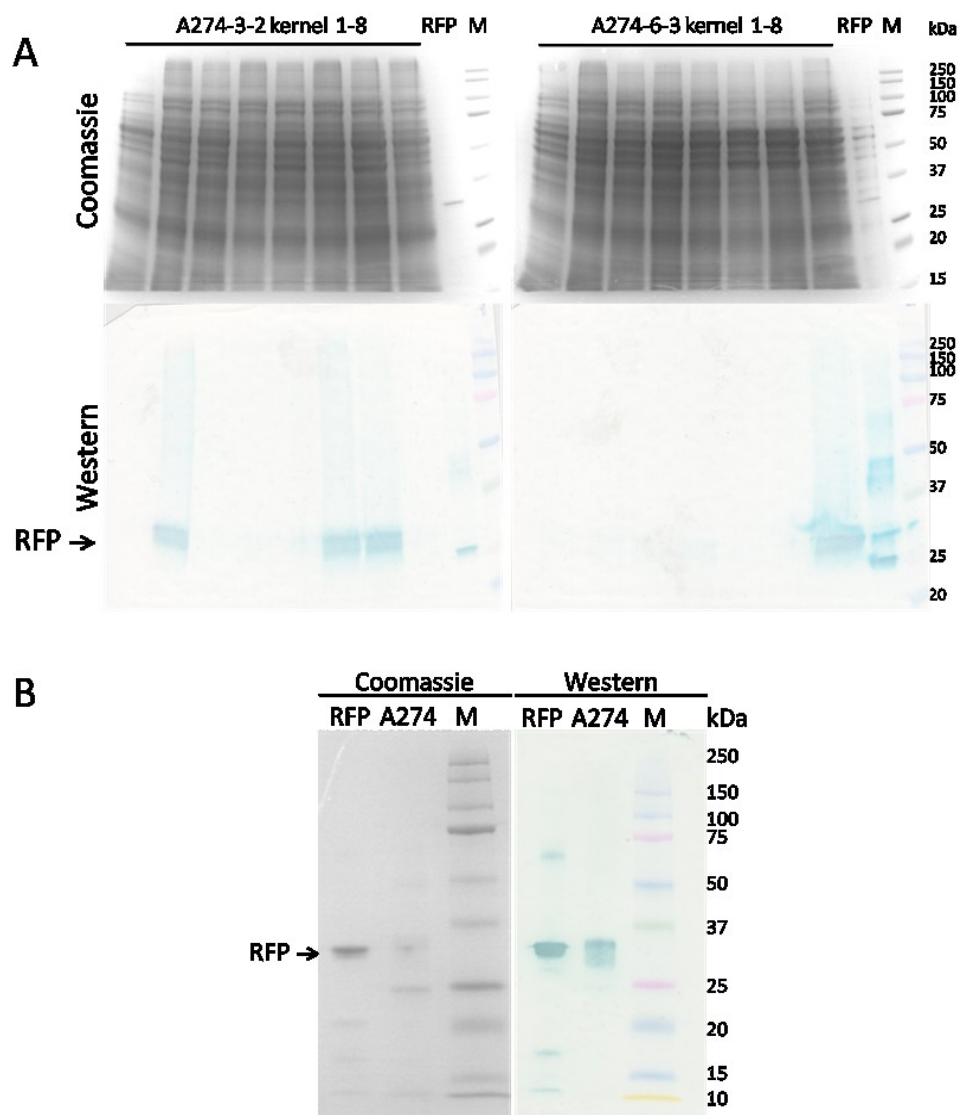 A
A274-3-2 kernel 1-8 RFP M
A274-6-3 kernel 1-8 RFP M
kDa
Coomassie
250
150
100
75
50
37
25
20
15
Western
RFP →
250
150
100
75
50
37
25
20
B
Coomassie Western
RFP A274 M RFP A274 M kDa
RFP →
250
150
100
75
50
37
25
20
15
10